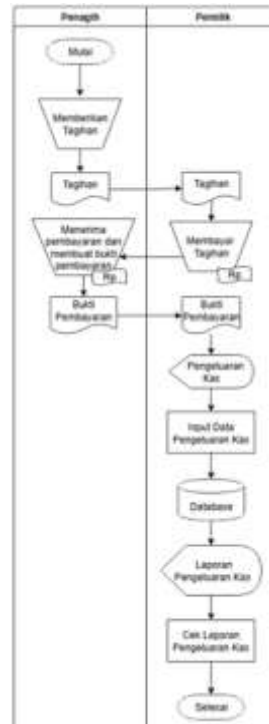 Penagih
Pemilik
Mulai
Memberikan
Tagihan
Tagihan
Tagihan
Menerima
pembayaran dan
membuat bukti
pembayaran
Rp
Membayar
Tagihan
Rp
Bukti
Pembayaran
Bukti
Pembayaran
Pengeluaran
Kas
Input Data
Pengeluaran Kas
Database
Laporan
Pengeluaran Kas
Cek Laporan
Pengeluaran Kas
Selesai